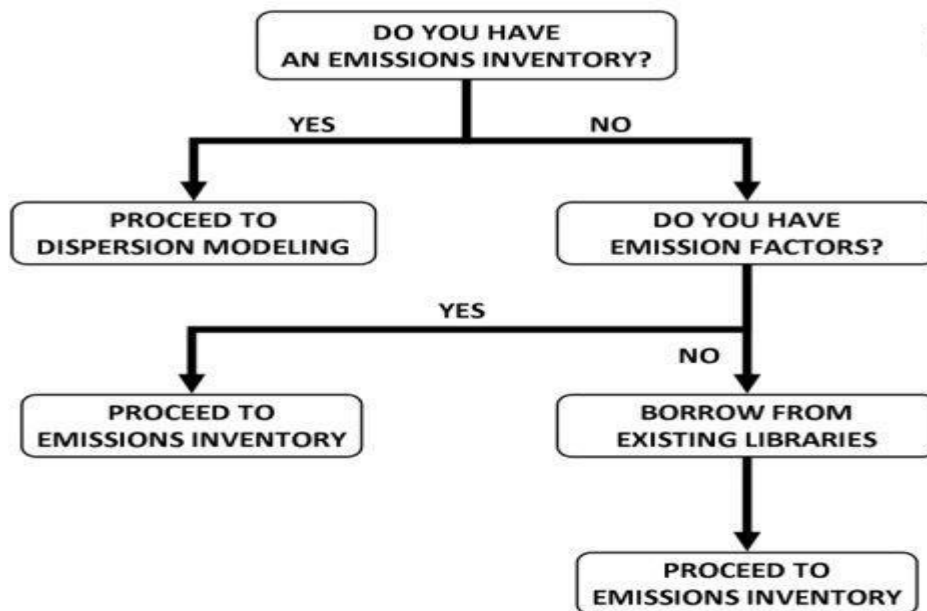 DO YOU HAVE
AN EMISSIONS INVENTORY?
YES
NO
PROCEED TO
DISPERSION MODELING
DO YOU HAVE
EMISSION FACTORS?
YES
NO
PROCEED TO
EMISSIONS INVENTORY
BORROW FROM
EXISTING LIBRARIES
PROCEED TO
EMISSIONS INVENTORY